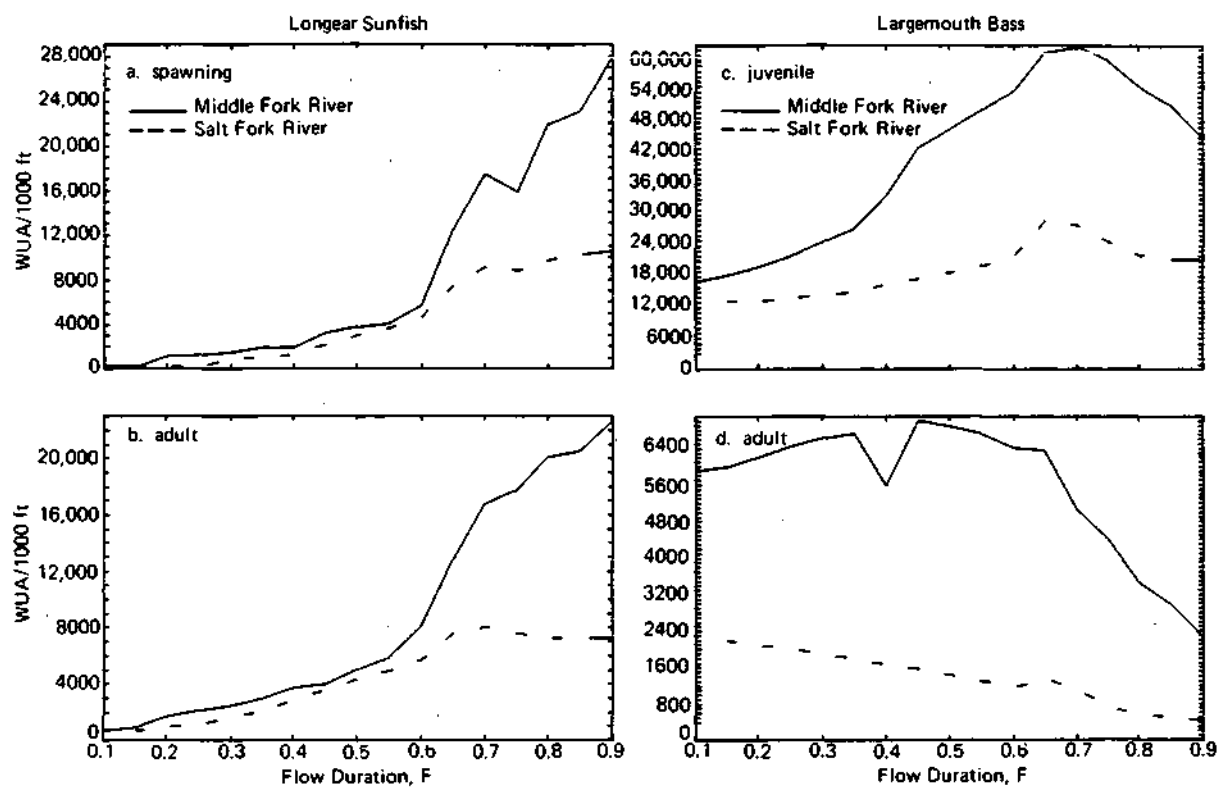 Longear Sunfish
Largemouth Bass
28,000
24,000
20,000
16,000
12,000
8000
4000
0
WUA/1000 ft
a. spawning
Middle Fork River
Salt Fork River
60,000
54,000
48,000
42,000
36,000
30,000
24,000
18,000
12,000
6000
0
c. juvenile
Middle Fork River
Salt Fork River
20,000
16,000
12,000
8000
4000
0
WUA/1000 ft
b. adult
0.1 0.2 0.3 0.4 0.5 0.6 0.7 0.8 0.9
Flow Duration, F
6400
5600
4800
4000
3200
2400
1600
800
0
d. adult
0.1 0.2 0.3 0.4 0.5 0.6 0.7 0.8 0.9
Flow Duration, F